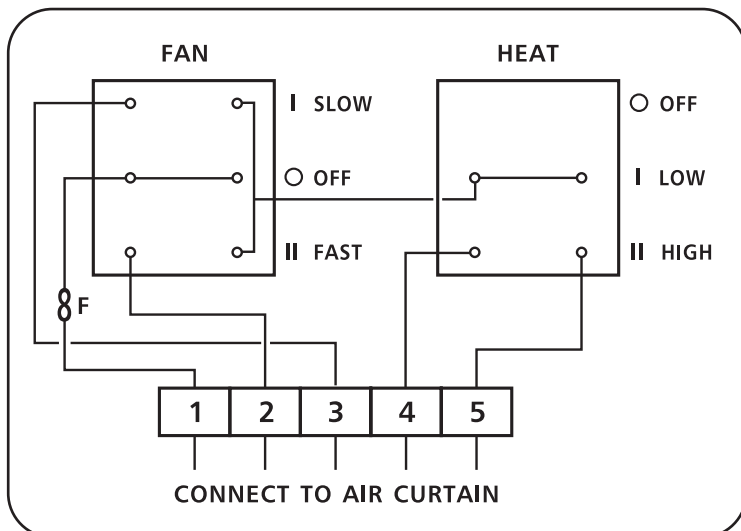 FAN
HEAT
I SLOW
○ OFF
○ OFF
I LOW
II FAST
II HIGH
F
1 2 3 4 5
CONNECT TO AIR CURTAIN